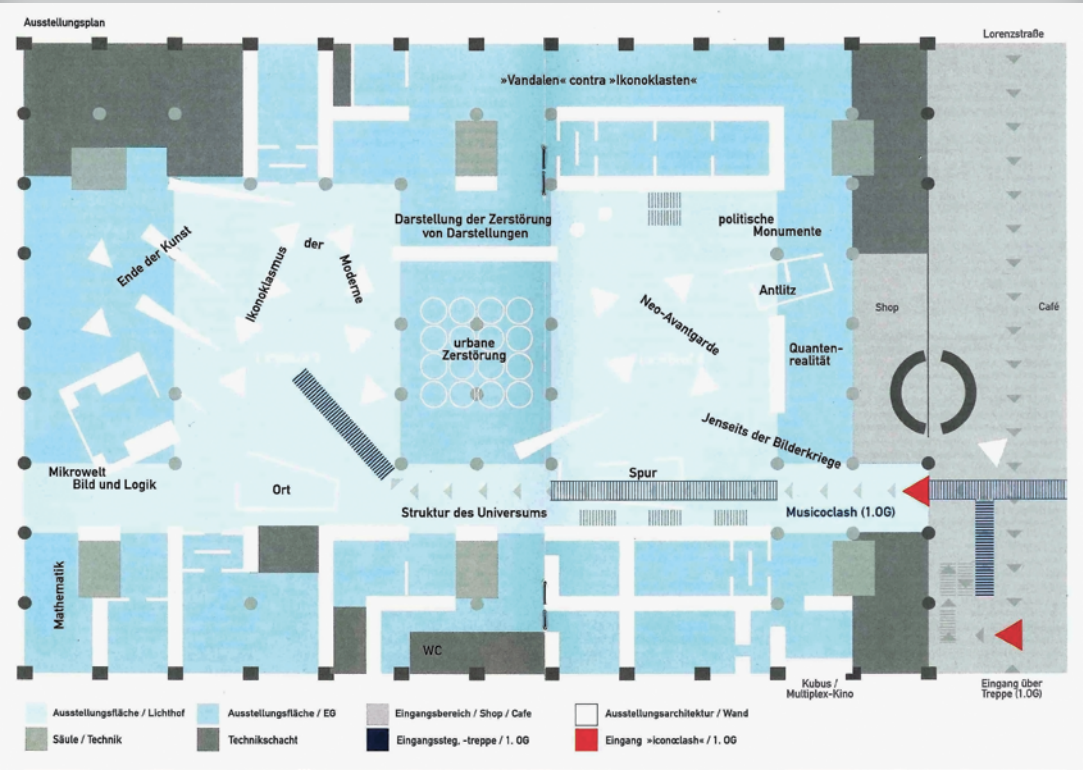 Ausstellungsplan
Lorenzstraße
»Vandalen« contra »Ikonoklasten«
Darstellung der Zerstörung
von Darstellungen
politische
Monumente
Ende der Kunst
Ikonoklasmus
der
Moderne
Antlitz
Neo-Avantgarde
Shop
Café
urbane
Zerstörung
Quanten-
realität
Jenseits der Bilderkriege
Mikrowelt
Bild und Logik
Ort
Spur
Struktur des Universums
Musicoclash (1.OG)
Mathematik
WC
Kubus /
Multiplex-Kino
Eingang über
Treppe (1.OG)
Ausstellungsfläche / Lichthof
Ausstellungsfläche / EG
Eingangsbereich / Shop / Cafe
Ausstellungsarchitektur / Wand
Säule / Technik
Technikschacht
Eingangssteg, -treppe / 1. OG
Eingang »iconoclash« / 1. OG